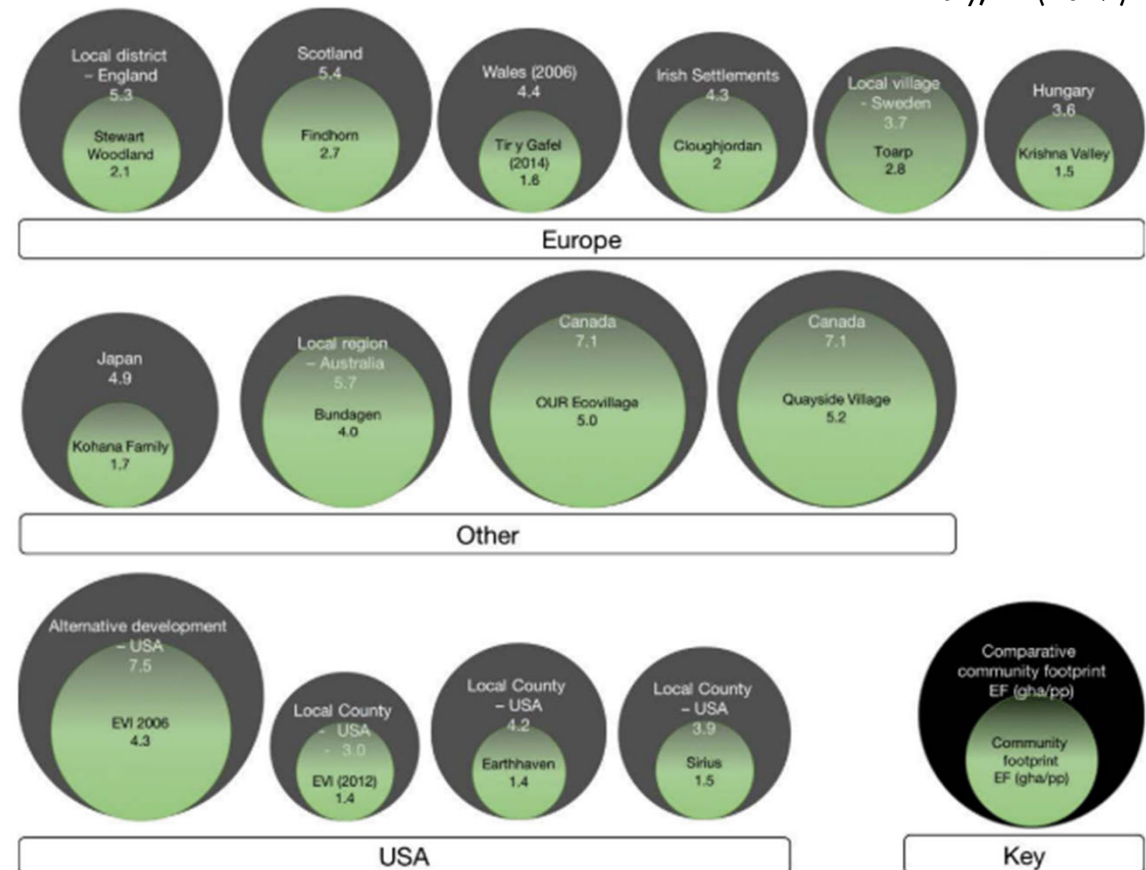 Local district
– England
5.3
Stewart
Woodland
2.1
Scotland
5.4
Findhorn
2.7
Wales (2006)
4.4
Tir y Gafel
(2014)
1.6
Irish Settlements
4.3
Cloughjordan
2
Local village
- Sweden
3.7
Toarp
2.8
Hungary
3.6
Krishna Valley
1.5
Europe
Japan
4.9
Kohana Family
1.7
Local region
– Australia
5.7
Bundagen
4.0
Canada
7.1
OUR Ecovillage
5.0
Canada
7.1
Quayside Village
5.2
Other
Alternative development
– USA
7.5
EVI 2006
4.3
Local County
- USA
- 3.0
EVI (2012)
1.4
Local County
– USA
4.2
Earthhaven
1.4
Local County
– USA
3.9
Sirius
1.5
USA
Comparative
community footprint
EF (gha/pp)
Community
footprint
EF (gha/pp)
Key